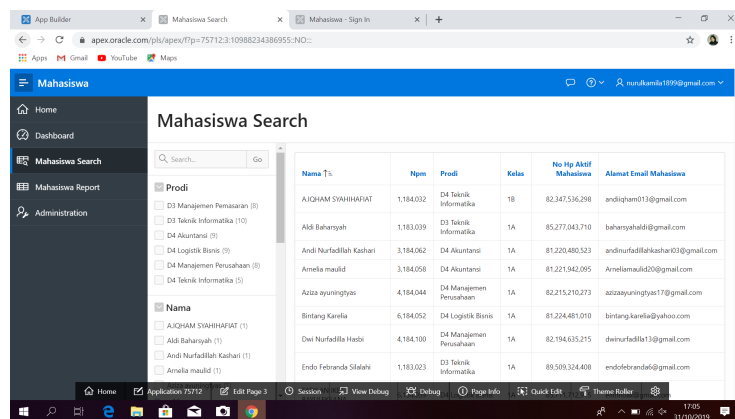 App Builder
Mahasiswa Search
Mahasiswa - Sign In
apex.oracle.com/pls/apex/f?p=75712:3:10988234386955::NO:::
Apps Gmail YouTube Maps
Mahasiswa
nurulkamila1899@gmail.com
Home
Dashboard
Mahasiswa Search
Mahasiswa Report
Administration
Mahasiswa Search
Search...
Go
Prodi
D3 Manajemen Pemasaran (8)
D3 Teknik Informatika (10)
D4 Akuntansi (9)
D4 Logistik Bisnis (9)
D4 Manajemen Perusahaan (8)
D4 Teknik Informatika (5)
Nama
AJQHAM SYAHIHAFIAT (1)
Aldi Baharsyah (1)
Andi Nurfadillah Kashari (1)
Arnelia maulid (1)
Nama Npm Prodi Kelas No Hp Aktif Mahasiswa Alamat Email Mahasiswa
AJQHAM SYAHIHAFIAT 1,184,032 D4 Teknik Informatika 1B 82,347,536,298 andiiqham013@gmail.com
Aldi Baharsyah 1,183,039 D3 Teknik Informatika 1A 85,277,043,710 baharsyahaldi@gmail.com
Andi Nurfadillah Kashari 3,184,062 D4 Akuntansi 1A 81,220,480,523 andinurfadillahkashari03@gmail.com
Arnelia maulid 3,184,058 D4 Akuntansi 1A 81,221,942,095 Arneliamaulid20@gmail.com
Aziza ayuningtyas 4,184,044 D4 Manajemen Perusahaan 1A 82,215,210,273 azizaayuningtyas17@gmail.com
Bintang Karelia 6,184,052 D4 Logistik Bisnis 1A 81,224,481,010 bintang.karelia@yahoo.com
Dwi Nurfadilla Hasbi 4,184,100 D4 Manajemen Perusahaan 1A 82,194,635,215 dwinurfadilla13@gmail.com
Endo Febranda Silalahi 1,183,023 D3 Teknik Informatika 1A 89,509,324,408 endofebranda6@gmail.com
Home
Application 75712
Edit Page 3
Session
View Debug
Debug
Page Info
Quick Edit
Theme Roller
17:05
31/10/2019